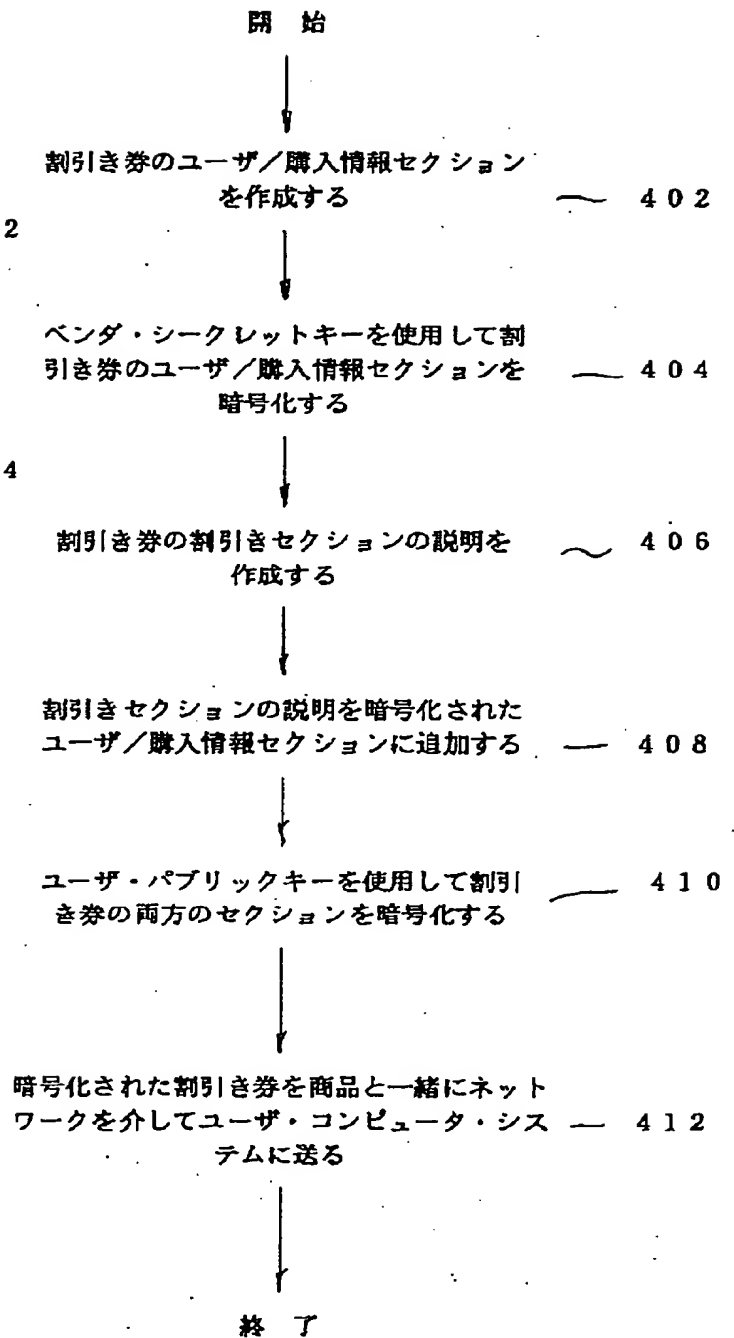 開 始
割引き券のユーザ/購入情報セクション
を作成する 402
2
ベンダ・シークレットキーを使用して割
引き券のユーザ/購入情報セクションを 404
暗号化する
4
割引き券の割引きセクションの説明を 406
作成する
割引きセクションの説明を暗号化された
ユーザ/購入情報セクションに追加する 408
ユーザ・パブリックキーを使用して割引 410
き券の両方のセクションを暗号化する
暗号化された割引き券を商品と一緒にネット
ワークを介してユーザ・コンピュータ・シス 412
テムに送る
終 了